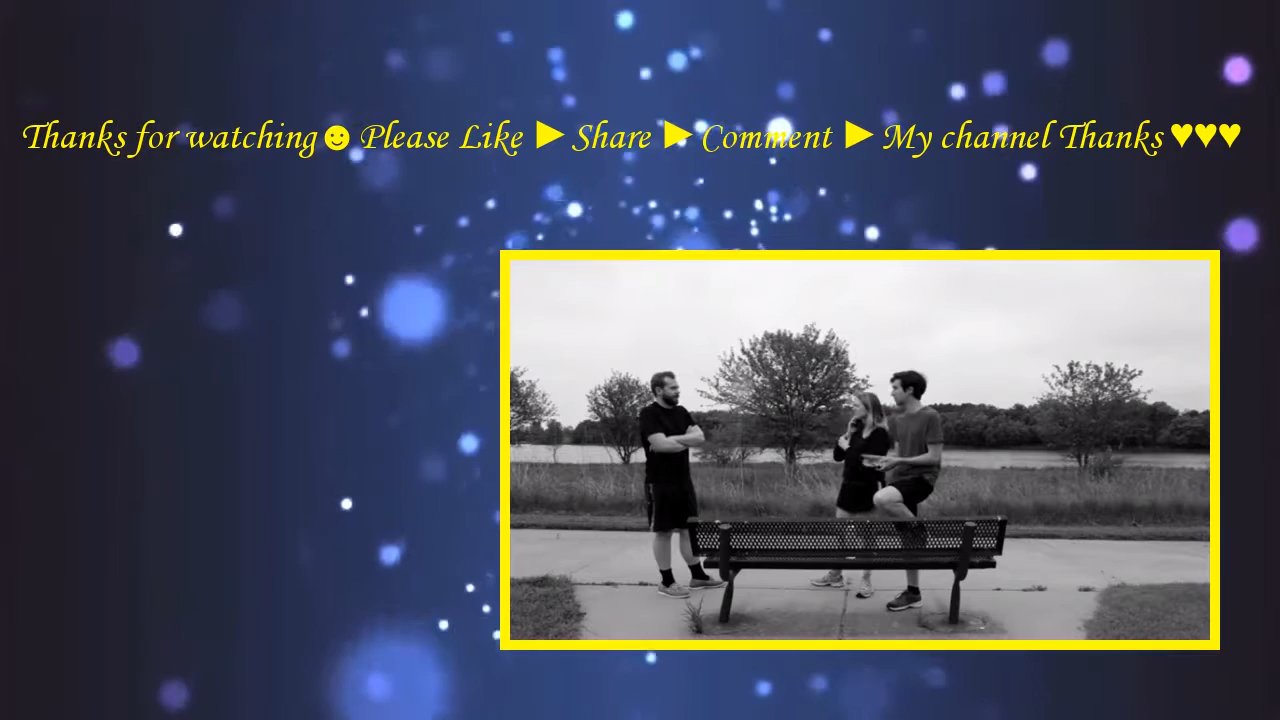 Thanks for watching☻Please Like ► Share ► Comment ► My channel Thanks ♥♥♥